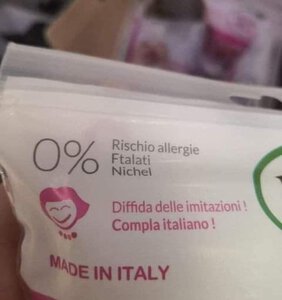 0%
Rischio allergie
Ftalati
Nichel
Diffida delle imitazioni !
Compla italiano !
MADE IN ITALY